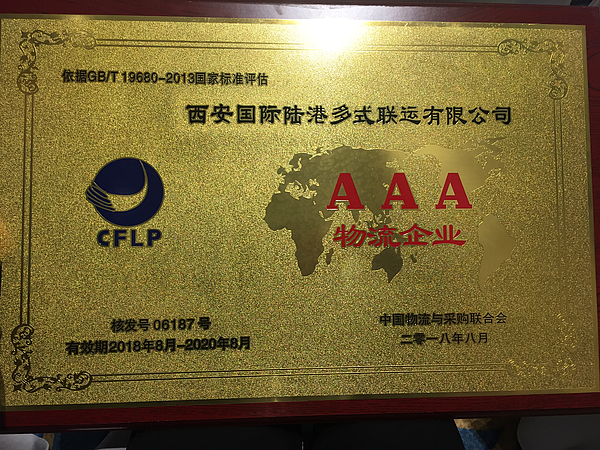 依据GB/T 19680-2013国家标准评估
西安国际陆港多式联运有限公司
AAA
物流企业
CFLP
核发号 06187 号
有效期2018年8月-2020年8月
中国物流与采购联合会
二零一八年八月